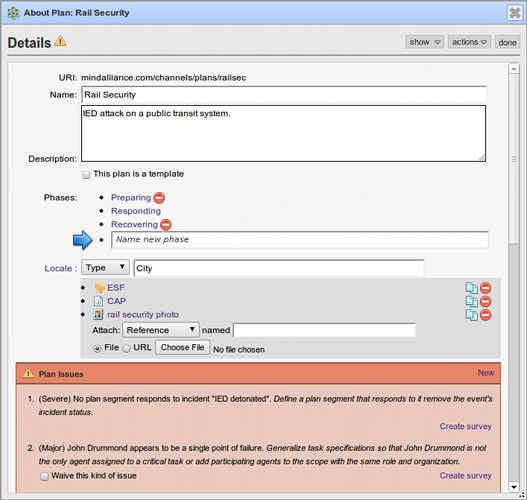 About Plan: Rail Security
Details show actions done
URI: mindalliance.com/channels/plans/railsec
Name: Rail Security
IED attack on a public transit system.
Description:
This plan is a template
Phases: Preparing
Responding
Recovering
Name new phase
Locale : Type City
ESF
CAP
rail security photo
Attach: Reference named
File URL Choose File No file chosen
Plan Issues New
1. (Severe) No plan segment responds to incident "IED detonated". Define a plan segment that responds to it remove the event's
incident status.
Create survey
2. (Major) John Drummond appears to be a single point of failure. Generalize task specifications so that John Drummond is not
the only agent assigned to a critical task or add participating agents to the scope with the same role and organization.
Waive this kind of issue Create survey